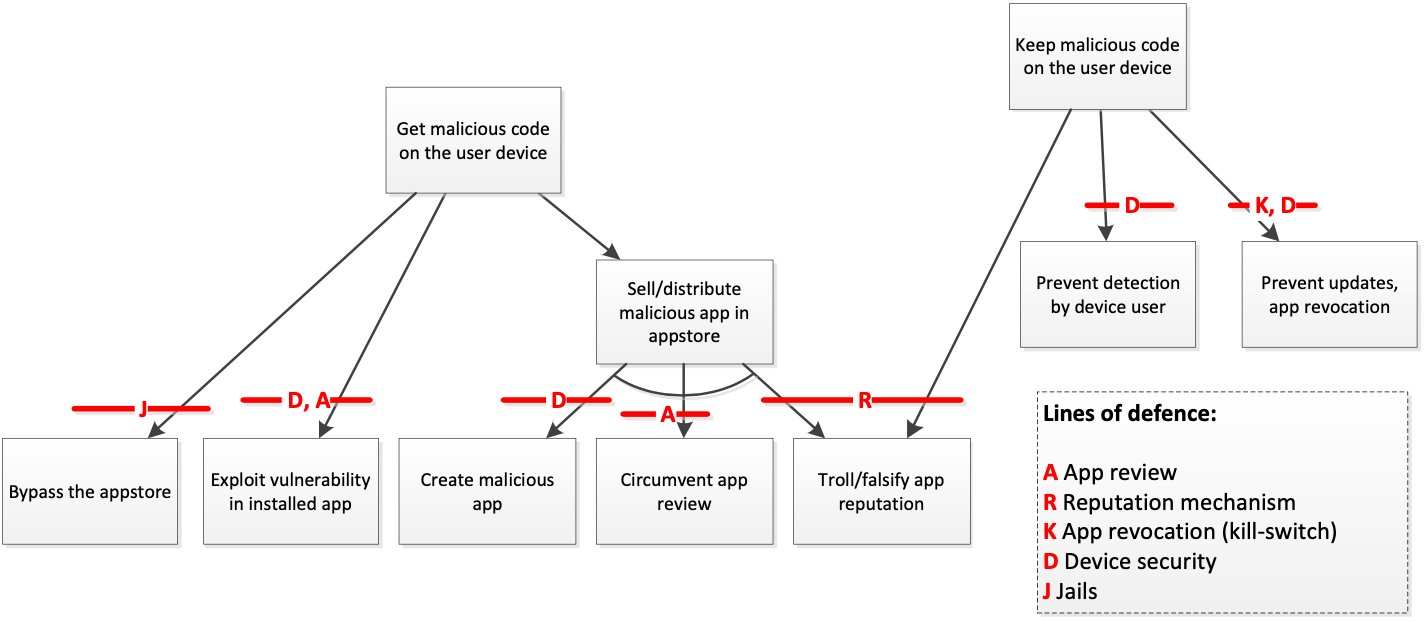 Keep malicious code
on the user device
Get malicious code
on the user device
D
K, D
Prevent detection
by device user
Prevent updates,
app revocation
Sell/distribute
malicious app in
appstore
J
D, A
D
A
R
Bypass the appstore
Exploit vulnerability
in installed app
Create malicious
app
Circumvent app
review
Troll/falsify app
reputation
Lines of defence:
A App review
R Reputation mechanism
K App revocation (kill-switch)
D Device security
J Jails